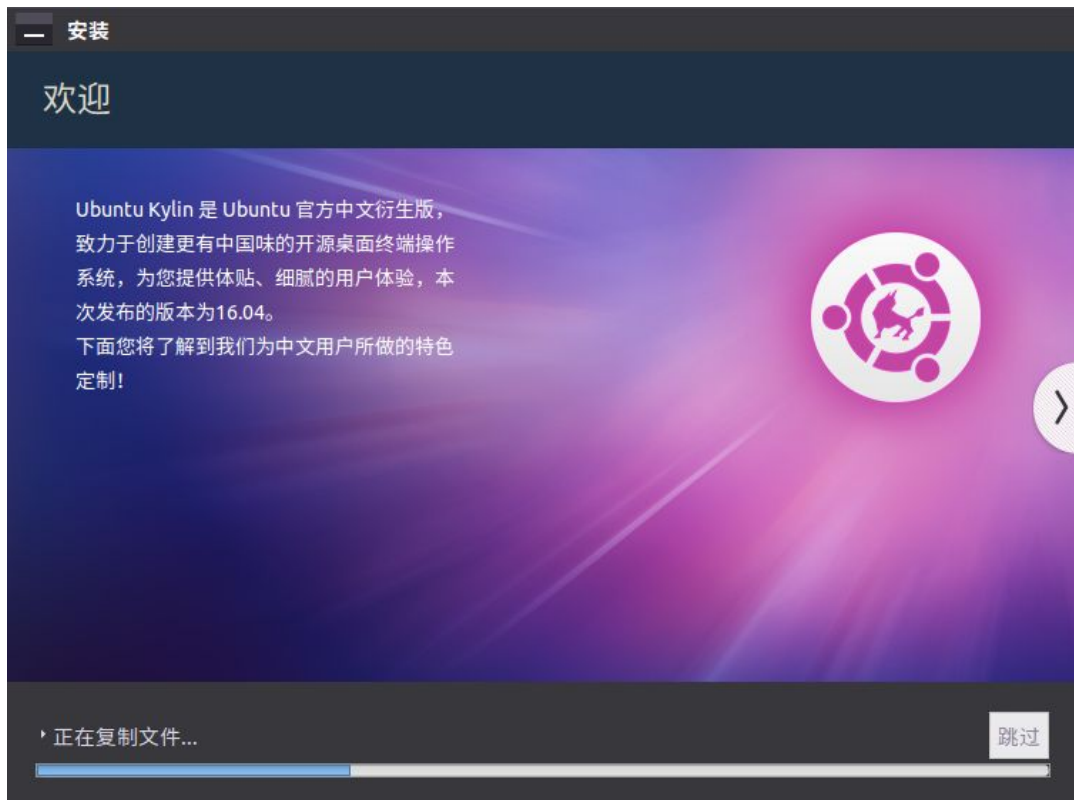 安装
欢迎
Ubuntu Kylin 是 Ubuntu 官方中文衍生版，
致力于创建更有中国味的开源桌面终端操作
系统，为您提供体贴、细腻的用户体验，本
次发布的版本为16.04。
下面您将了解到我们为中文用户所做的特色
定制！
正在复制文件...
跳过